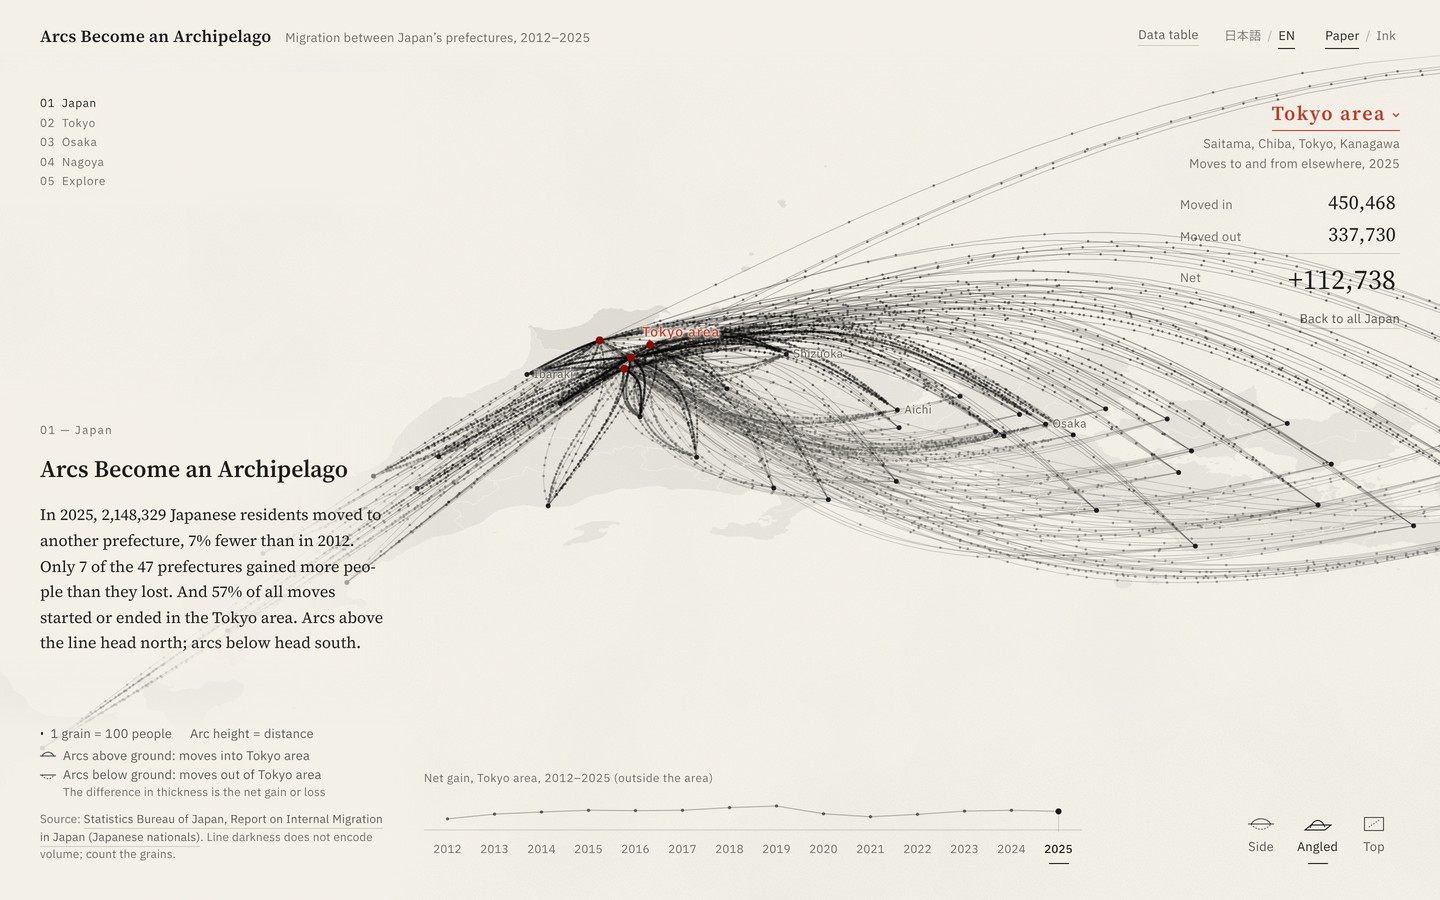 Arcs Become an Archipelago Migration between Japan's prefectures, 2012–2025
Data table 日本語 / EN Paper / Ink
01 Japan
02 Tokyo
03 Osaka
04 Nagoya
05 Explore
Tokyo area
Saitama, Chiba, Tokyo, Kanagawa
Moves to and from elsewhere, 2025
Moved in 450,468
Moved out 337,730
Net +112,738
Back to all Japan
Tokyo area
Shizuoka
Ibaraki
Aichi
Osaka
01 — Japan
Arcs Become an Archipelago
In 2025, 2,148,329 Japanese residents moved to
another prefecture, 7% fewer than in 2012.
Only 7 of the 47 prefectures gained more peo-
ple than they lost. And 57% of all moves
started or ended in the Tokyo area. Arcs above
the line head north; arcs below head south.
1 grain = 100 people Arc height = distance
Arcs above ground: moves into Tokyo area
Arcs below ground: moves out of Tokyo area
The difference in thickness is the net gain or loss
Source: Statistics Bureau of Japan, Report on Internal Migration
in Japan (Japanese nationals). Line darkness does not encode
volume; count the grains.
Net gain, Tokyo area, 2012–2025 (outside the area)
2012 2013 2014 2015 2016 2017 2018 2019 2020 2021 2022 2023 2024 2025
Side Angled Top